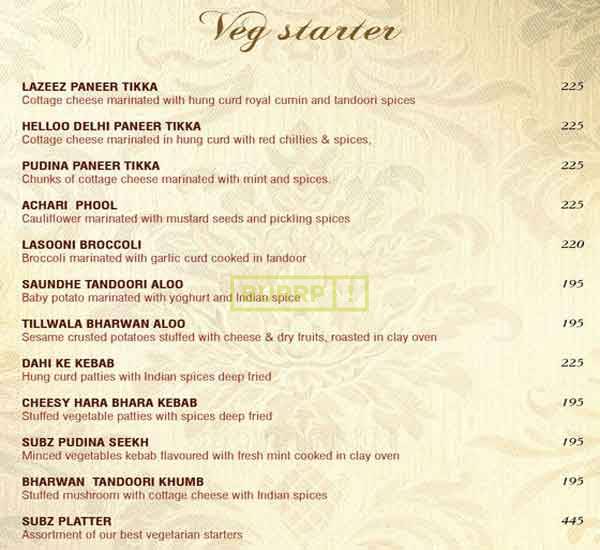 Veg starter
LAZEEZ PANEER TIKKA 225
Cottage cheese marinated with hung curd royal cumin and tandoori spices
HELLOO DELHI PANEER TIKKA 225
Cottage cheese marinated in hung curd with red chillies & spices,
PUDINA PANEER TIKKA 225
Chunks of cottage cheese marinated with mint and spices.
ACHARI PHOOL 225
Cauliflower marinated with mustard seeds and pickling spices
LASOONI BROCCOLI 220
Broccoli marinated with garlic curd cooked in tandoor
SAUNDHE TANDOORI ALOO 195
Baby potato marinated with yoghurt and Indian spice
BURRP!
TILLWALA BHARWAN ALOO 195
Sesame crusted potatoes stuffed with cheese & dry fruits, roasted in clay oven
DAHI KE KEBAB 225
Hung curd patties with Indian spices deep fried
CHEESY HARA BHARA KEBAB 195
Stuffed vegetable patties with spices deep fried
SUBZ PUDINA SEEKH 195
Minced vegetables kebab flavoured with fresh mint cooked in clay oven
BHARWAN TANDOORI KHUMB 195
Stuffed mushroom with cottage cheese with Indian spices
SUBZ PLATTER 445
Assortment of our best vegetarian starters